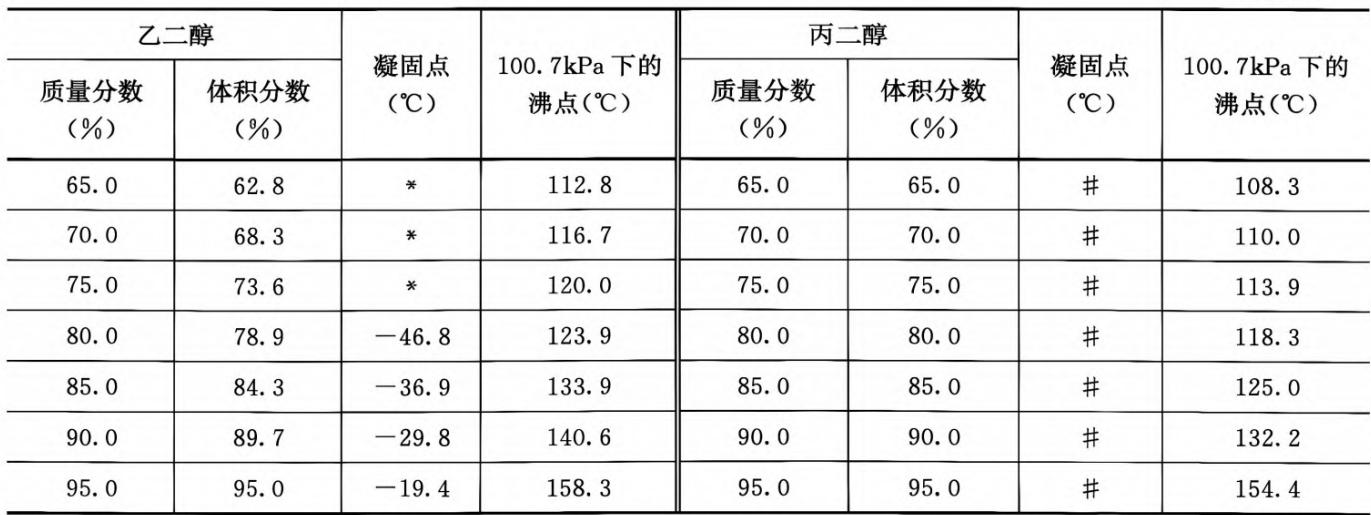 乙二醇 凝固点(℃) 100.7kPa 下的沸点(℃) 丙二醇 凝固点(℃) 100.7kPa 下的沸点(℃)
质量分数(%) 体积分数(%) 质量分数(%) 体积分数(%)
65.0 62.8 * 112.8 65.0 65.0 # 108.3
70.0 68.3 * 116.7 70.0 70.0 # 110.0
75.0 73.6 * 120.0 75.0 75.0 # 113.9
80.0 78.9 −46.8 123.9 80.0 80.0 # 118.3
85.0 84.3 −36.9 133.9 85.0 85.0 # 125.0
90.0 89.7 −29.8 140.6 90.0 90.0 # 132.2
95.0 95.0 −19.4 158.3 95.0 95.0 # 154.4